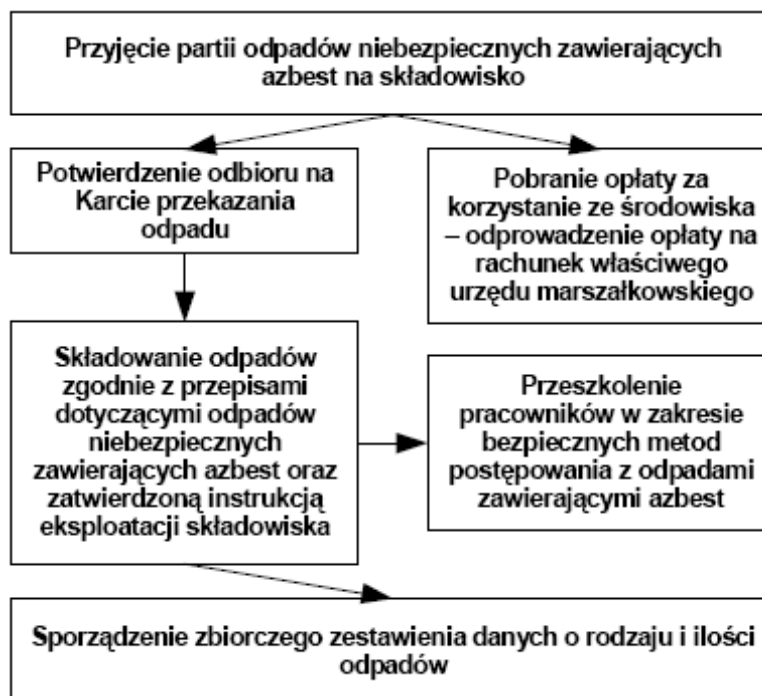 Przyjęcie partii odpadów niebezpiecznych zawierających
azbest na składowisko
Potwierdzenie odbioru na
Karcie przekazania
odpadu
Pobranie opłaty za
korzystanie ze środowiska
– odprowadzenie opłaty na
rachunek właściwego
urzędu marszałkowskiego
Składowanie odpadów
zgodnie z przepisami
dotyczącymi odpadów
niebezpiecznych
zawierających azbest oraz
zatwierdzoną instrukcją
eksploatacji składowiska
Przeszkolenie
pracowników w zakresie
bezpiecznych metod
postępowania z odpadami
zawierającymi azbest
Sporządzenie zbiorczego zestawienia danych o rodzaju i ilości
odpadów